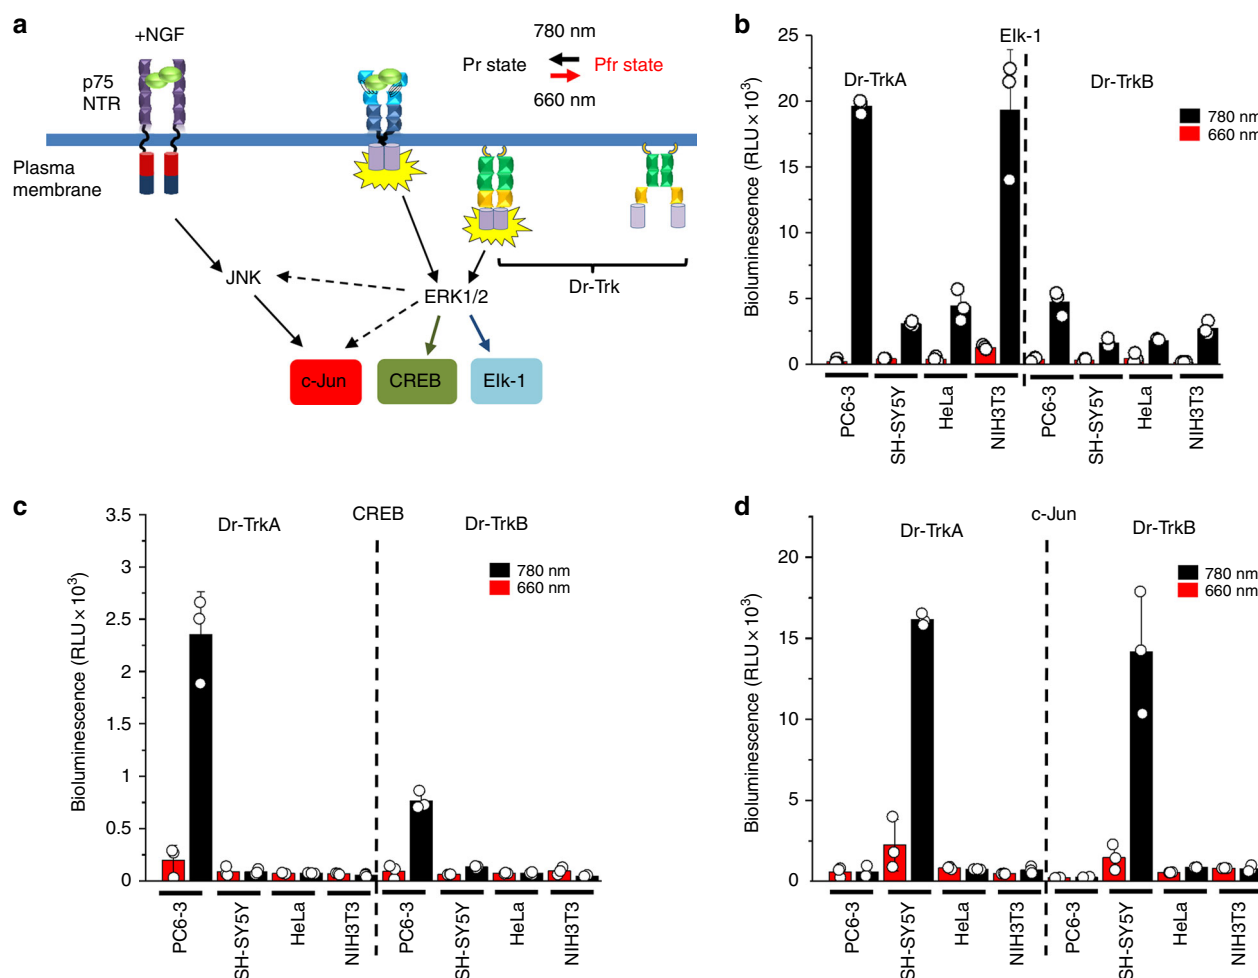 a
+NGF
p75
NTR
780 nm
Pr state
Pfr state
660 nm
Plasma
membrane
JNK
ERK1/2
Dr-Trk
c-Jun
CREB
Elk-1
b
Elk-1
Dr-TrkA
Dr-TrkB
780 nm
660 nm
Bioluminescence (RLU × 10³)
25
20
15
10
5
0
PC6-3
SH-SY5Y
HeLa
NIH3T3
PC6-3
SH-SY5Y
HeLa
NIH3T3
c
CREB
Dr-TrkA
Dr-TrkB
780 nm
660 nm
Bioluminescence (RLU × 10³)
3.5
3
2.5
2
1.5
1
0.5
0
PC6-3
SH-SY5Y
HeLa
NIH3T3
PC6-3
SH-SY5Y
HeLa
NIH3T3
d
c-Jun
Dr-TrkA
Dr-TrkB
780 nm
660 nm
Bioluminescence (RLU × 10³)
20
15
10
5
0
PC6-3
SH-SY5Y
HeLa
NIH3T3
PC6-3
SH-SY5Y
HeLa
NIH3T3